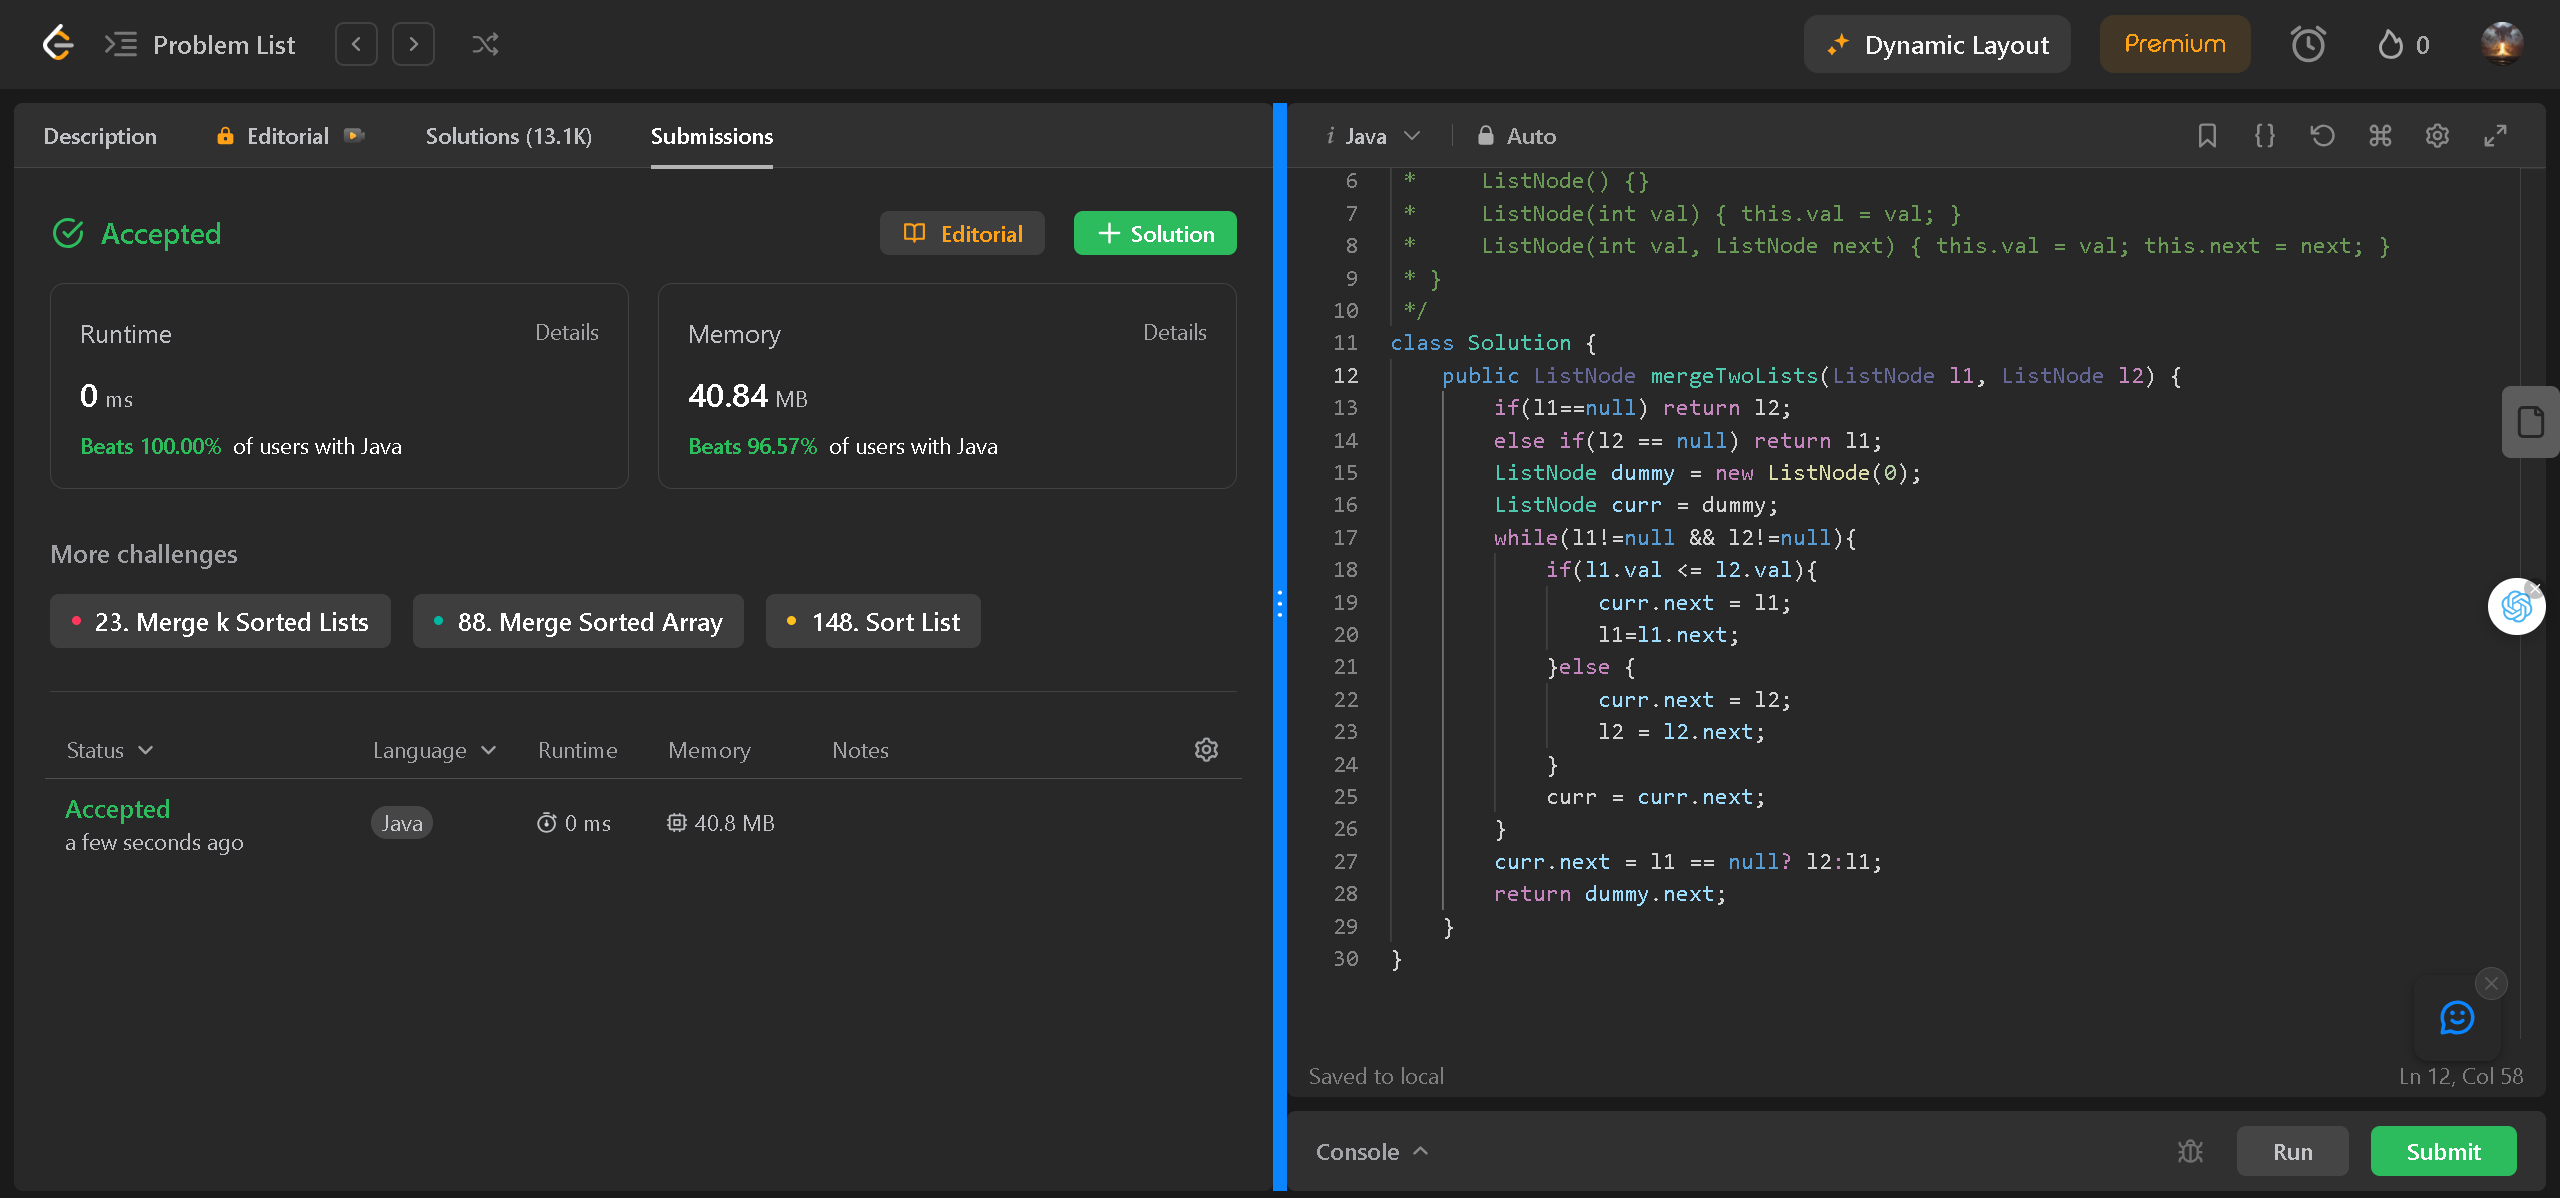 Problem List
Dynamic Layout
Premium
0
Description
Editorial
Solutions (13.1K)
Submissions
Accepted
Editorial
Solution
Runtime
Details
0 ms
Beats 100.00% of users with Java
Memory
Details
40.84 MB
Beats 96.57% of users with Java
More challenges
23. Merge k Sorted Lists
88. Merge Sorted Array
148. Sort List
Status
Language
Runtime
Memory
Notes
Accepted
a few seconds ago
Java
0 ms
40.8 MB
i Java
Auto
6 *     ListNode() {}
7 *     ListNode(int val) { this.val = val; }
8 *     ListNode(int val, ListNode next) { this.val = val; this.next = next; }
9 * }
10 */
11 class Solution {
12     public ListNode mergeTwoLists(ListNode l1, ListNode l2) {
13         if(l1==null) return l2;
14         else if(l2 == null) return l1;
15         ListNode dummy = new ListNode(0);
16         ListNode curr = dummy;
17         while(l1!=null && l2!=null){
18             if(l1.val <= l2.val){
19                 curr.next = l1;
20                 l1=l1.next;
21             }else {
22                 curr.next = l2;
23                 l2 = l2.next;
24             }
25             curr = curr.next;
26         }
27         curr.next = l1 == null? l2:l1;
28         return dummy.next;
29     }
30 }
Saved to local
Ln 12, Col 58
Console
Run
Submit